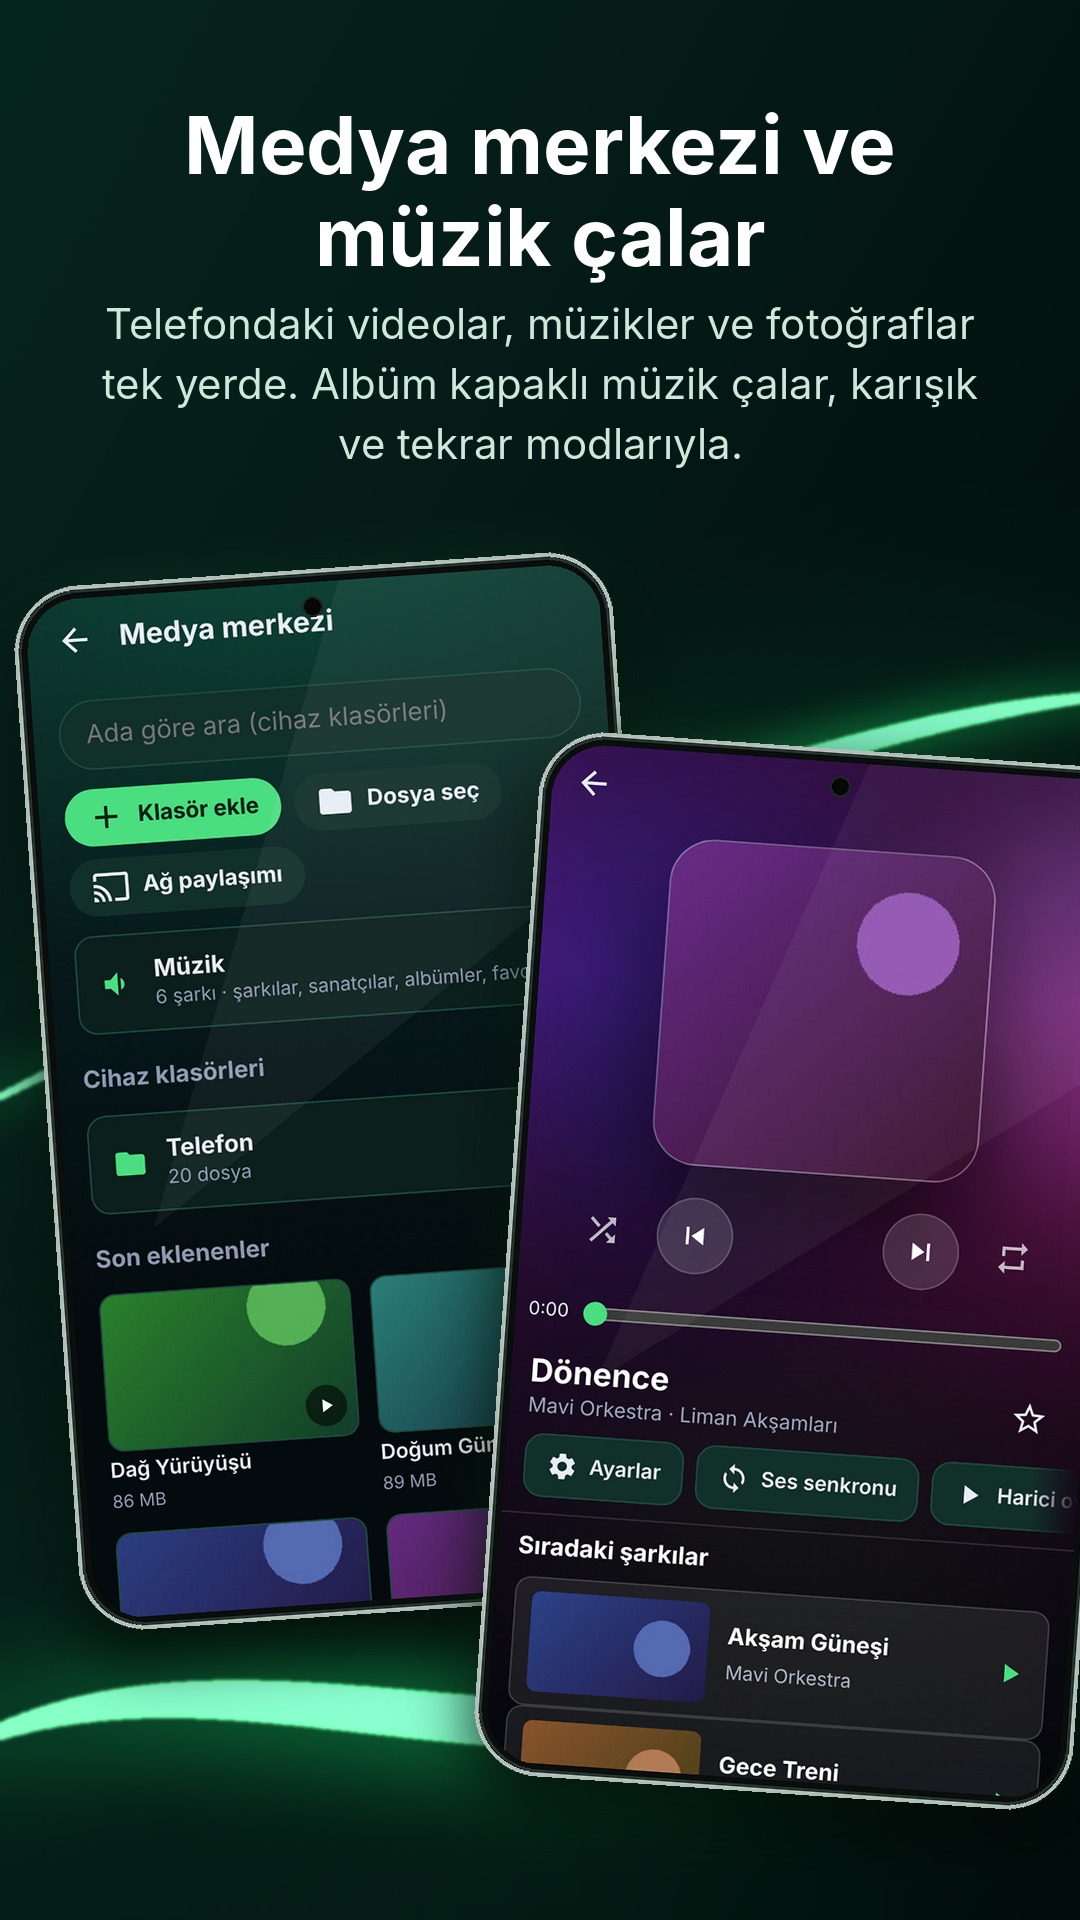 Medya merkezi ve
müzik çalar
Telefondaki videolar, müzikler ve fotoğraflar
tek yerde. Albüm kapaklı müzik çalar, karışık
ve tekrar modlarıyla.
Medya merkezi
Ada göre ara (cihaz klasörleri)
Klasör ekle
Dosya seç
Ağ paylaşımı
Müzik
6 şarkı · şarkılar, sanatçılar, albümler,
Cihaz klasörleri
Telefon
20 dosya
Son eklenenler
Dağ Yürüyüşü
86 MB
Doğum
89 MB
0:00
Dönence
Mavi Orkestra · Liman Akşamları
Ayarlar
Ses senkronu
Harici
Sıradaki şarkılar
Akşam Güneşi
Mavi Orkestra
Gece Treni